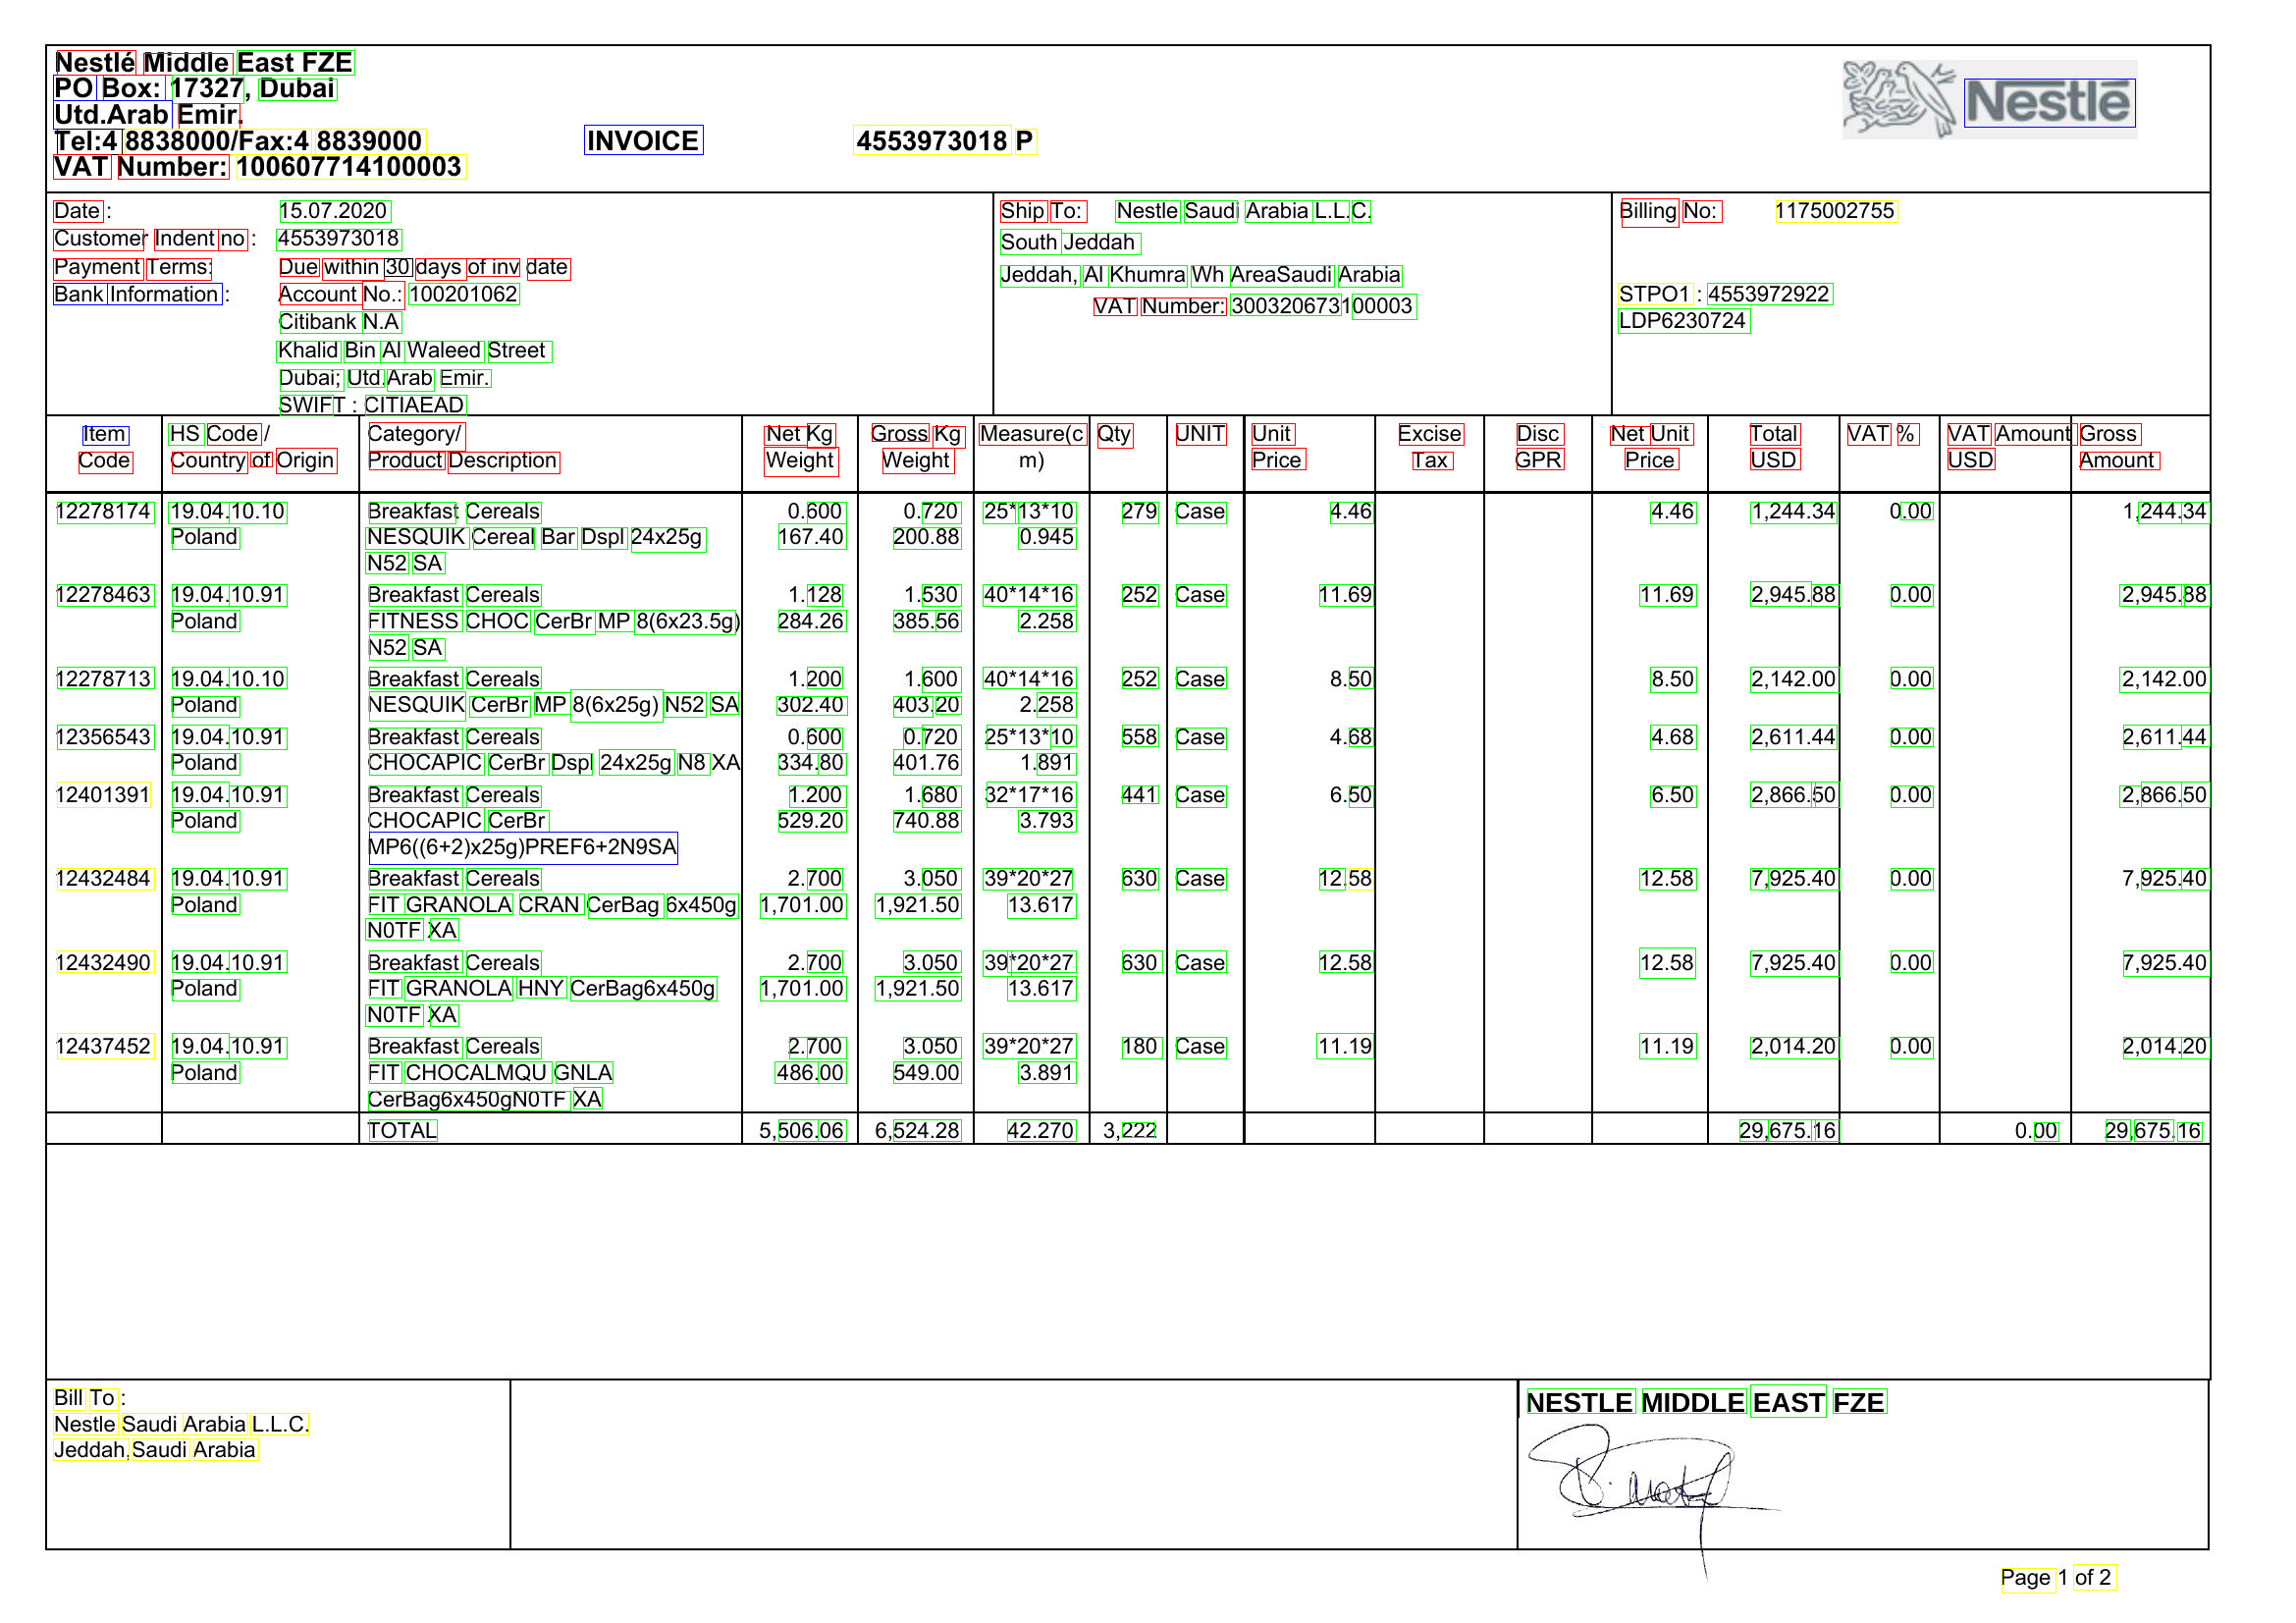 Nestlé Middle East FZE
PO Box: 17327, Dubai
Utd.Arab Emir.
Tel:4 8838000/Fax:4 8839000 INVOICE 4553973018 P
VAT Number: 100607714100003
Nestlé
Date : 15.07.2020
Customer Indent no : 4553973018
Payment Terms: Due within 30 days of inv date
Bank Information : Account No.: 100201062
Citibank N.A
Khalid Bin Al Waleed Street
Dubai; Utd.Arab Emir.
SWIFT : CITIAEAD
Ship To: Nestle Saudi Arabia L.L.C.
South Jeddah
Jeddah, Al Khumra Wh AreaSaudi Arabia
VAT Number: 300320673100003
Billing No: 1175002755
STPO1 : 4553972922
LDP6230724
Item HS Code / Category/ Net Kg Gross Kg Measure(c Qty UNIT Unit Excise Disc Net Unit Total VAT % VAT Amount Gross
Code Country of Origin Product Description Weight Weight m) Price Tax GPR Price USD USD Amount
12278174 19.04.10.10 Breakfast Cereals 0.600 0.720 25*13*10 279 Case 4.46 4.46 1,244.34 0.00 1,244.34
Poland NESQUIK Cereal Bar Dspl 24x25g 167.40 200.88 0.945
N52 SA
12278463 19.04.10.91 Breakfast Cereals 1.128 1.530 40*14*16 252 Case 11.69 11.69 2,945.88 0.00 2,945.88
Poland FITNESS CHOC CerBr MP 8(6x23.5g) 284.26 385.56 2.258
N52 SA
12278713 19.04.10.10 Breakfast Cereals 1.200 1.600 40*14*16 252 Case 8.50 8.50 2,142.00 0.00 2,142.00
Poland NESQUIK CerBr MP 8(6x25g) N52 SA 302.40 403.20 2.258
12356543 19.04.10.91 Breakfast Cereals 0.600 0.720 25*13*10 558 Case 4.68 4.68 2,611.44 0.00 2,611.44
Poland CHOCAPIC CerBr Dspl 24x25g N8 XA 334.80 401.76 1.891
12401391 19.04.10.91 Breakfast Cereals 1.200 1.680 32*17*16 441 Case 6.50 6.50 2,866.50 0.00 2,866.50
Poland CHOCAPIC CerBr 529.20 740.88 3.793
MP6((6+2)x25g)PREF6+2N9SA
12432484 19.04.10.91 Breakfast Cereals 2.700 3.050 39*20*27 630 Case 12.58 12.58 7,925.40 0.00 7,925.40
Poland FIT GRANOLA CRAN CerBag 6x450g 1,701.00 1,921.50 13.617
N0TF XA
12432490 19.04.10.91 Breakfast Cereals 2.700 3.050 39*20*27 630 Case 12.58 12.58 7,925.40 0.00 7,925.40
Poland FIT GRANOLA HNY CerBag6x450g 1,701.00 1,921.50 13.617
N0TF XA
12437452 19.04.10.91 Breakfast Cereals 2.700 3.050 39*20*27 180 Case 11.19 11.19 2,014.20 0.00 2,014.20
Poland FIT CHOCALMQU GNLA 486.00 549.00 3.891
CerBag6x450gN0TF XA
TOTAL 5,506.06 6,524.28 42.270 3,222 29,675.16 0.00 29,675.16
Bill To :
Nestle Saudi Arabia L.L.C.
Jeddah,Saudi Arabia
NESTLE MIDDLE EAST FZE
Page 1 of 2